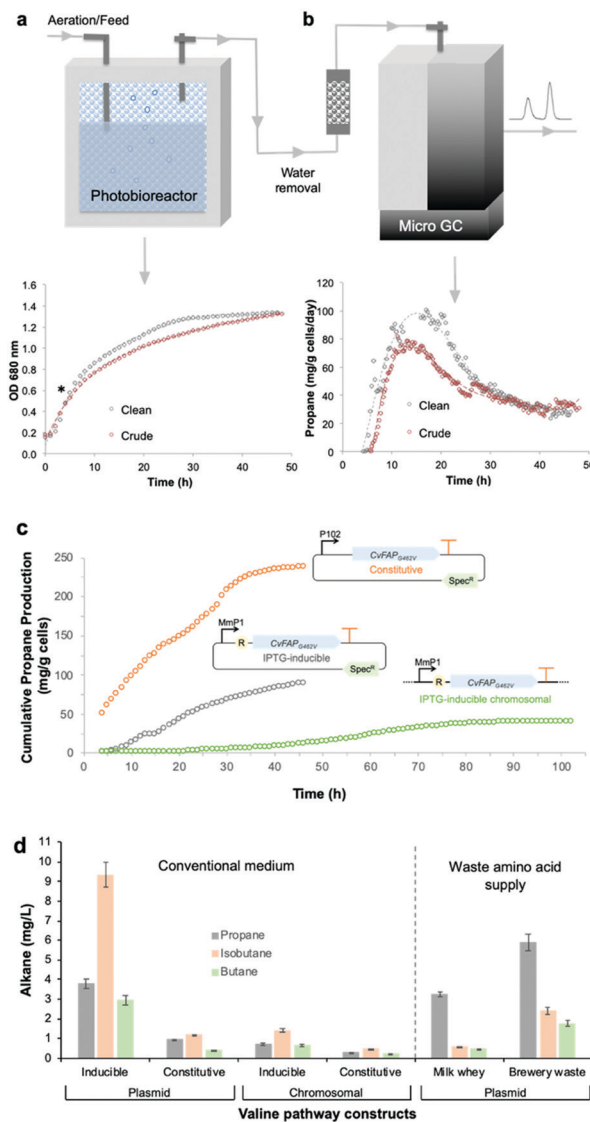 a
Aeration/Feed
Photobioreactor
Water
removal
b
Micro GC
OD 680 nm
1.6
1.4
1.2
1.0
0.8
0.6
0.4
0.2
0.0
*
Clean
Crude
0 10 20 30 40 50
Time (h)
Propane (mg/g cells/day)
120
100
80
60
40
20
0
Clean
Crude
0 10 20 30 40 50
Time (h)
c
Cumulative Propane Production
(mg/g cells)
250
200
150
100
50
0
P102
CvFAPG462V
Constitutive
SpecR
MmP1
R
CvFAPG462V
IPTG-inducible
SpecR
MmP1
R
CvFAPG462V
IPTG-inducible chromosomal
0 10 20 30 40 50 60 70 80 90 100
Time (h)
d
Alkane (mg/L)
11
10
9
8
7
6
5
4
3
2
1
0
Conventional medium
Waste amino acid
supply
Propane
Isobutane
Butane
Inducible Constitutive Inducible Constitutive Milk whey Brewery waste
Plasmid Chromosomal Plasmid
Valine pathway constructs